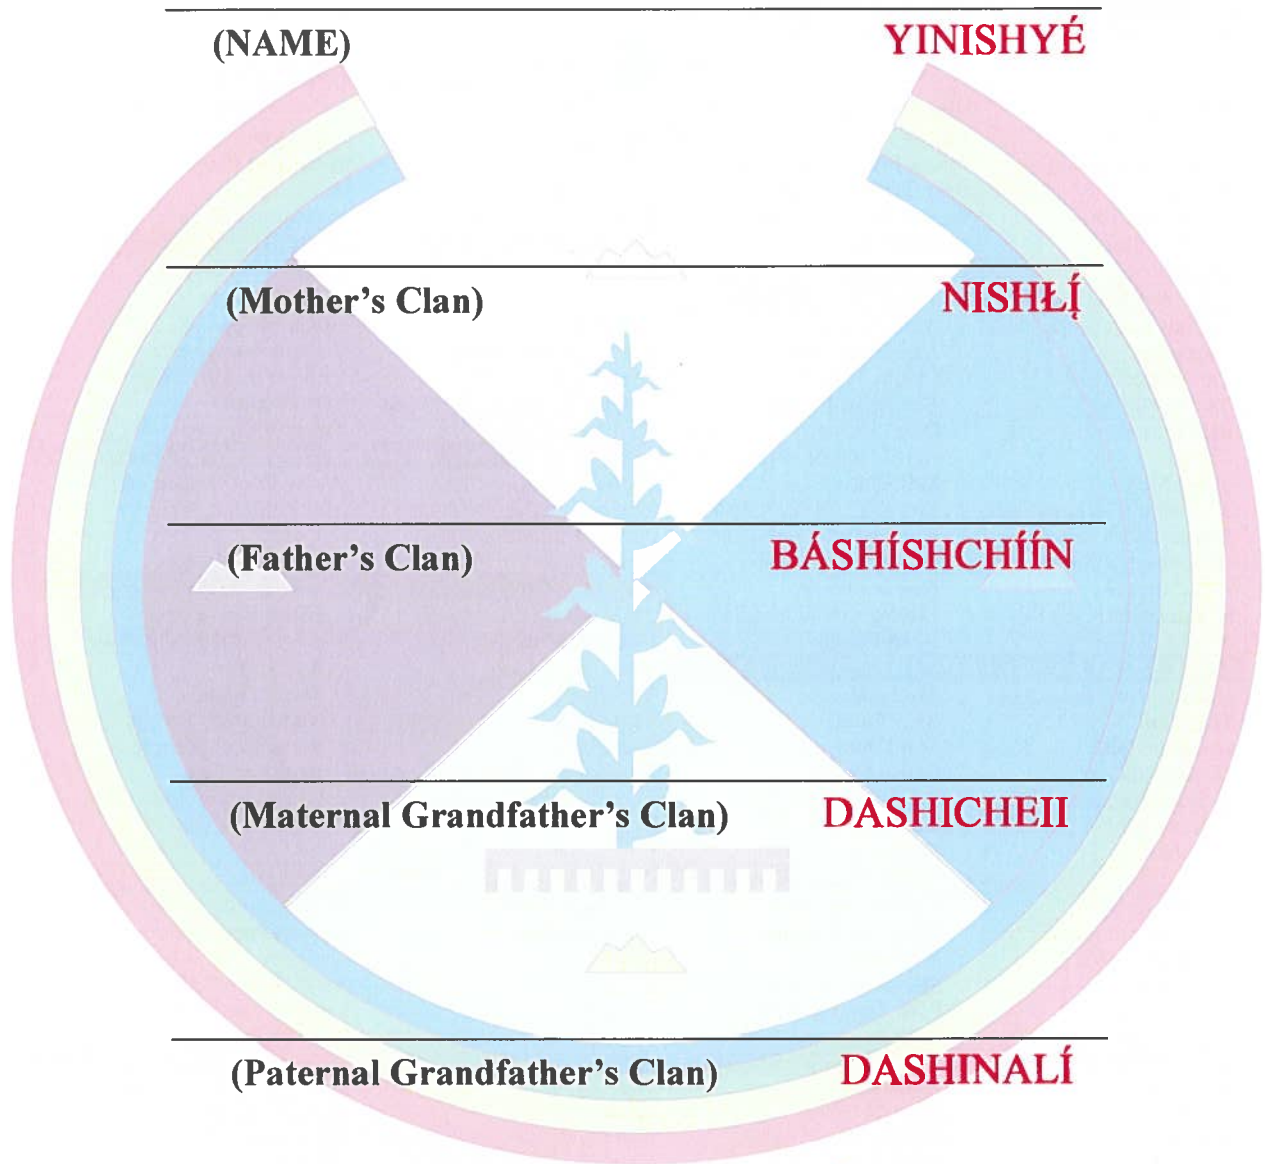 (NAME) YINISHYÉ
(Mother’s Clan) NISHŁĮ́
(Father’s Clan) BÁSHÍSHCHÍÍN
(Maternal Grandfather’s Clan) DASHICHEII
(Paternal Grandfather’s Clan) DASHINALÍ